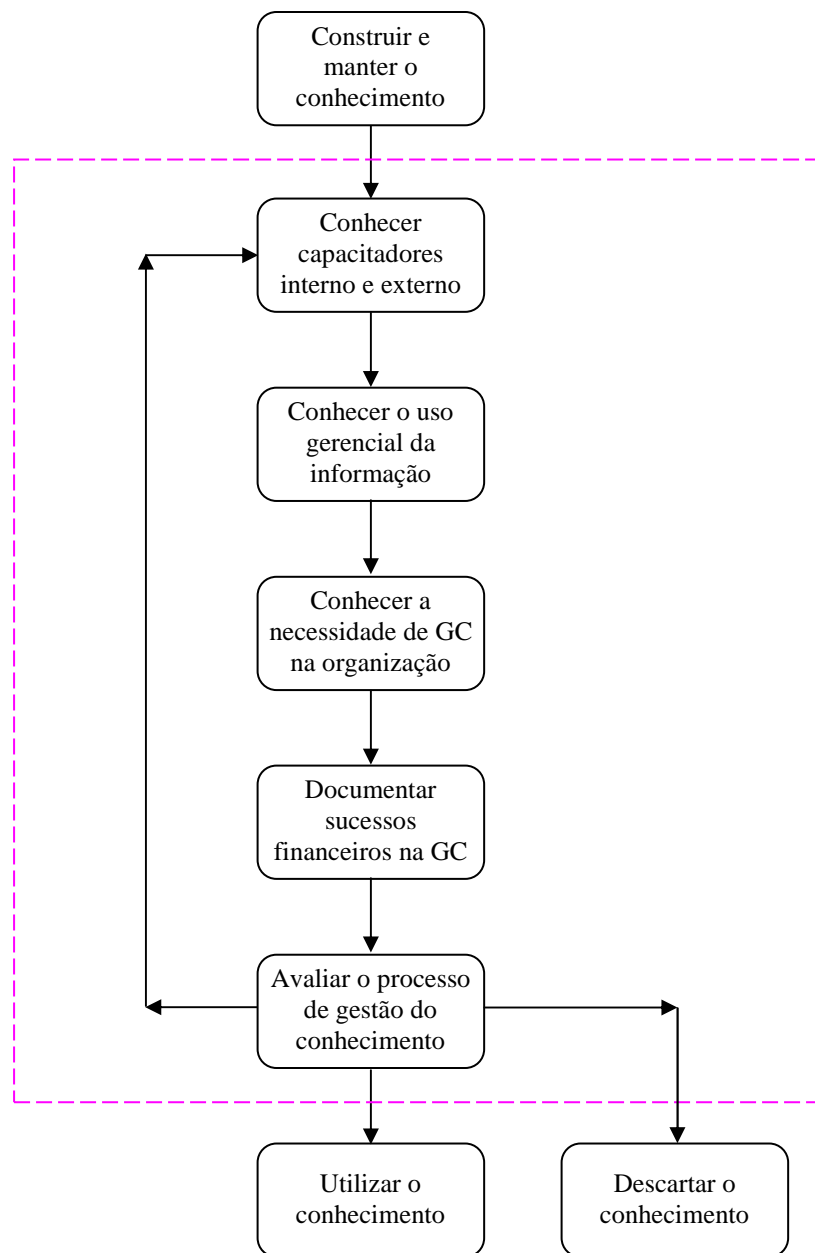 Construir e
manter o
conhecimento
Conhecer
capacitadores
interno e externo
Conhecer o uso
gerencial da
informação
Conhecer a
necessidade de GC
na organização
Documentar
sucessos
financeiros na GC
Avaliar o processo
de gestão do
conhecimento
Utilizar o
conhecimento
Descartar o
conhecimento